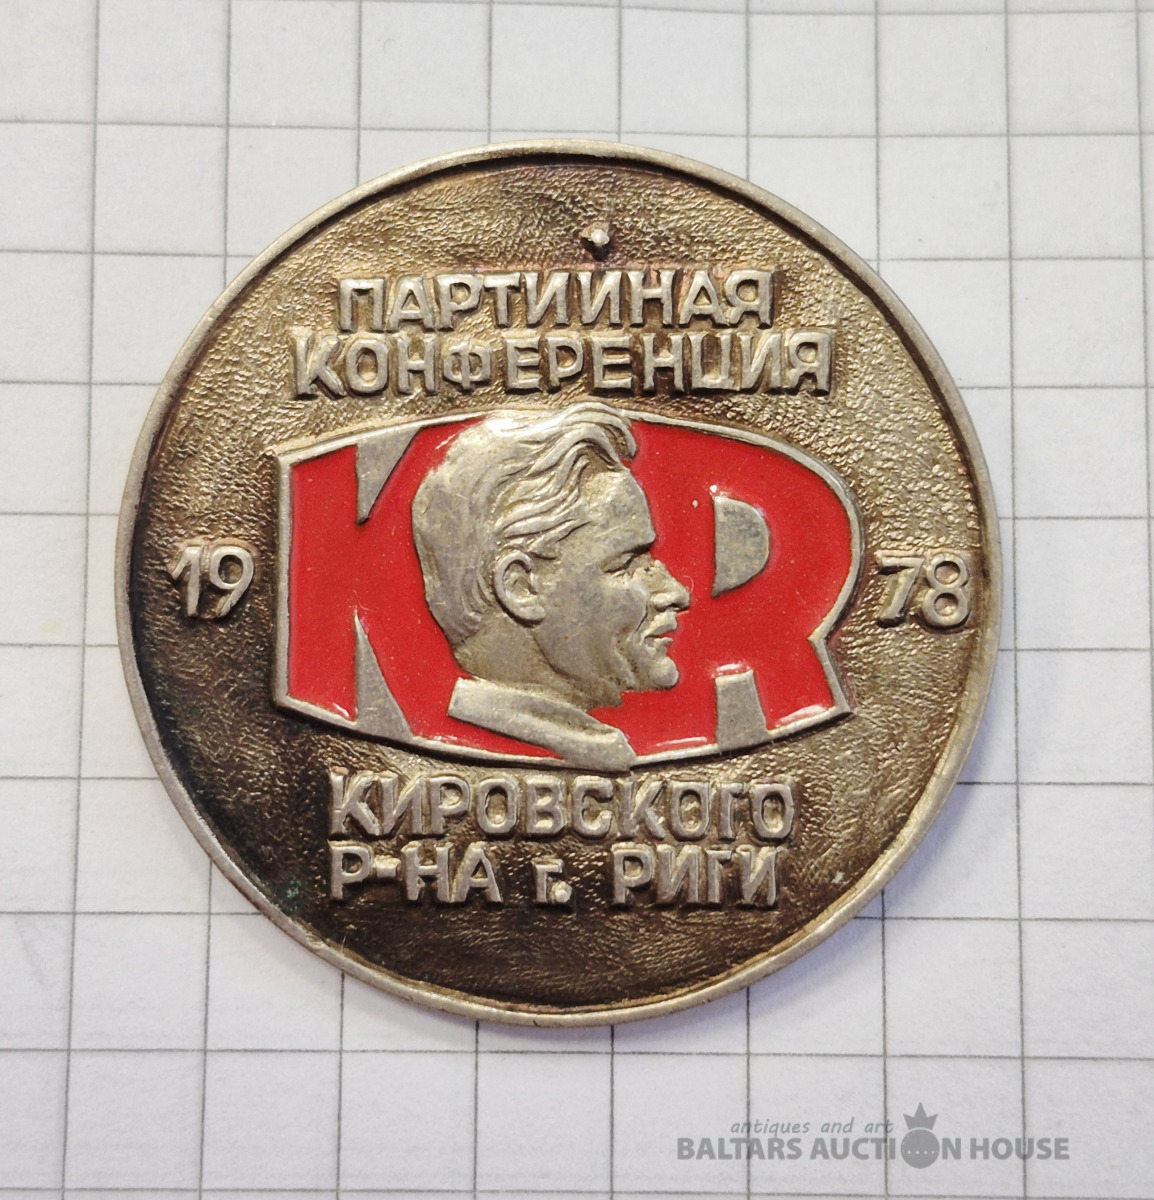 ПАРТИЙНАЯ
КОНФЕРЕНЦИЯ
KR
19 78
КИРОВСКОГО
Р-НА г. РИГИ
antiques and art
BALTARS AUCTION HOUSE